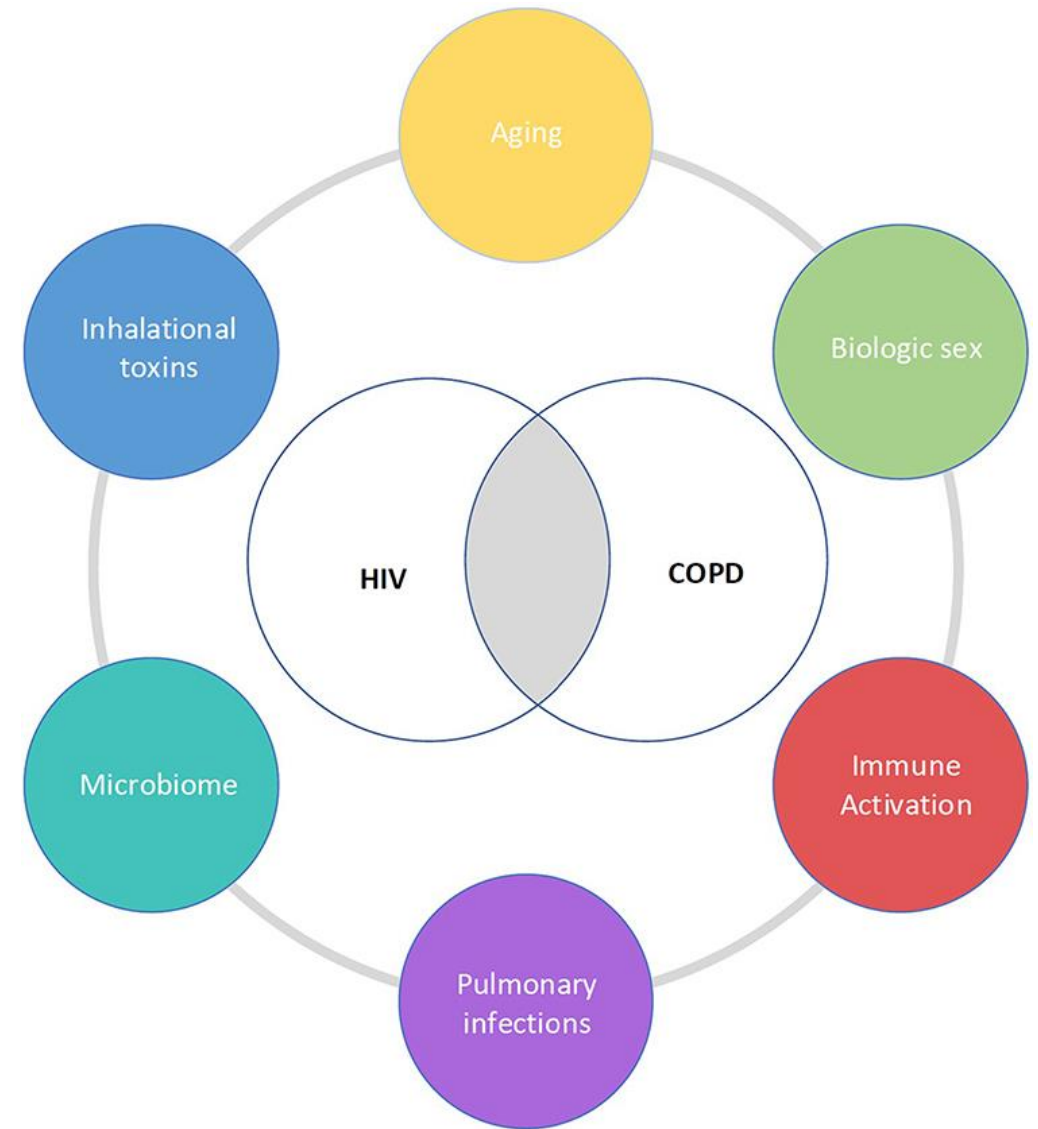 Aging
Inhalational
toxins
Biologic sex
HIV
COPD
Microbiome
Immune
Activation
Pulmonary
infections